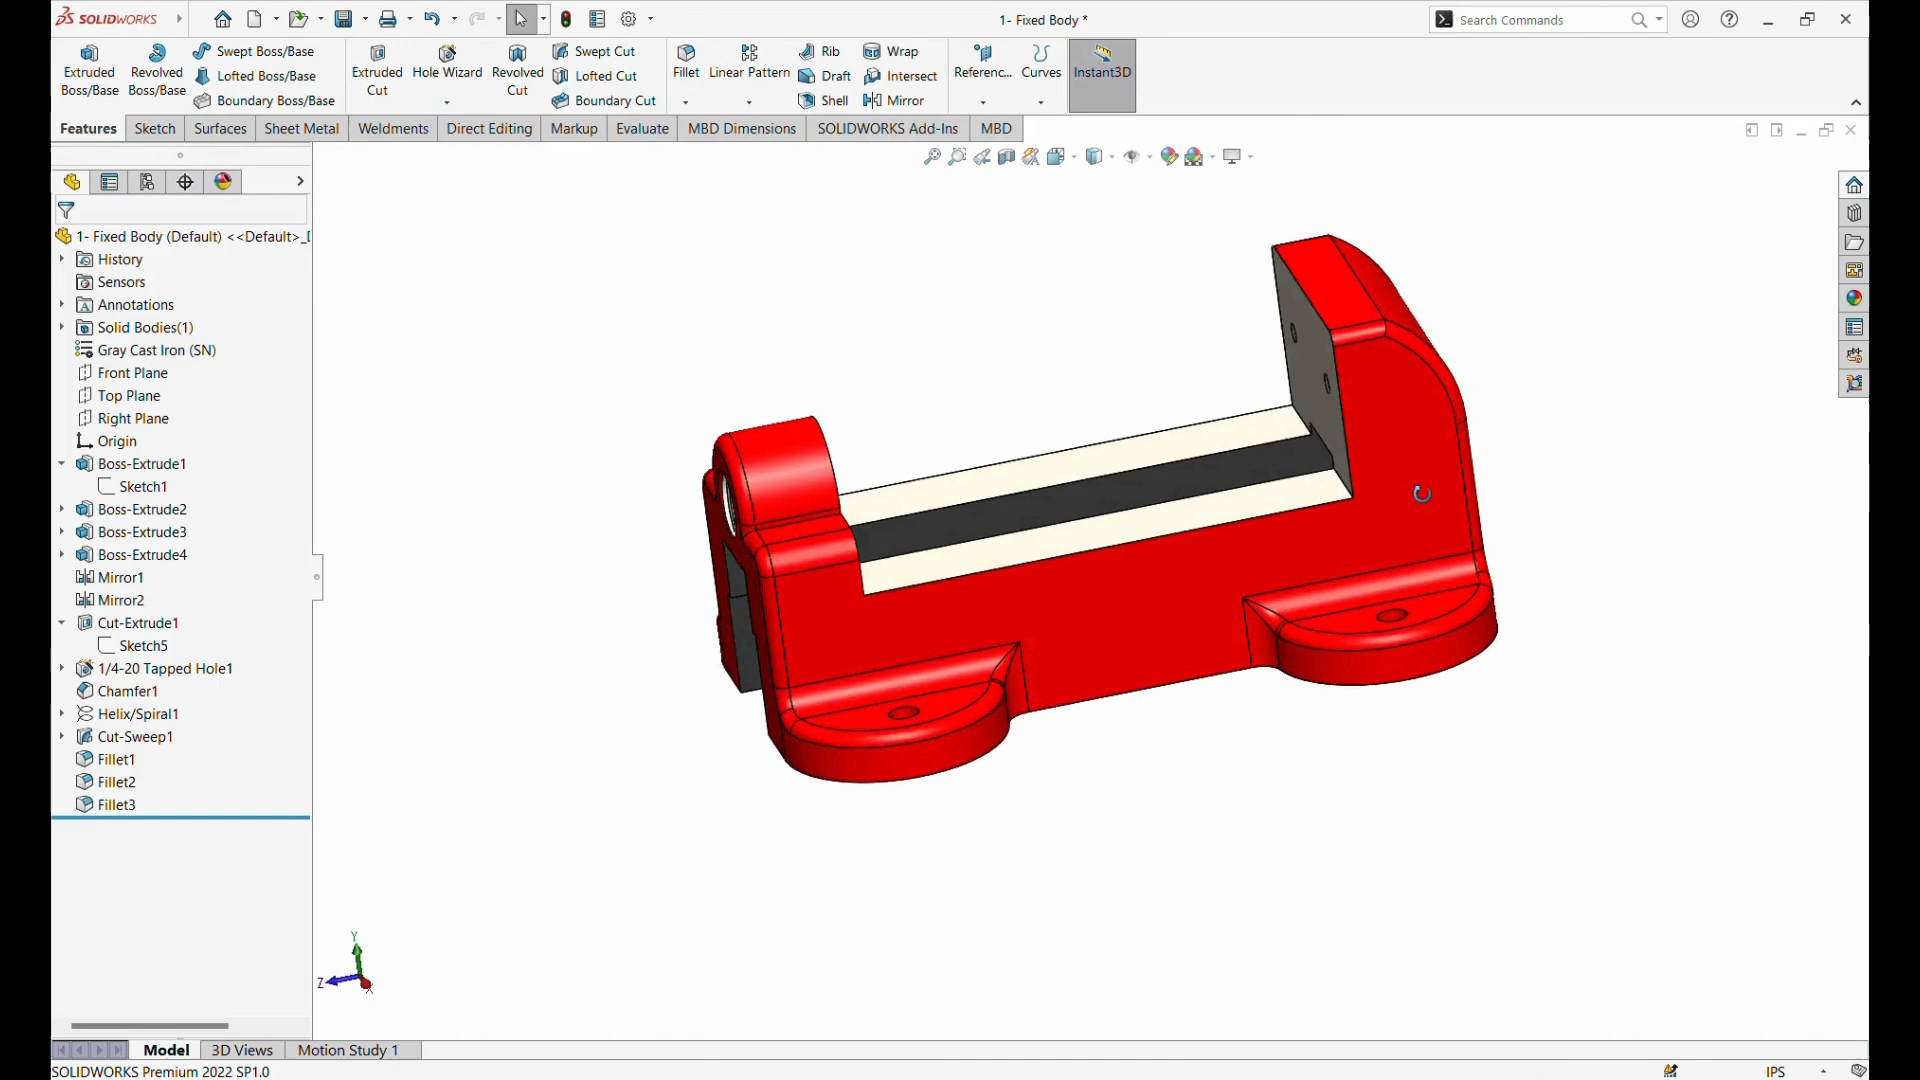 SOLIDWORKS
1- Fixed Body *
Search Commands
Extruded Boss/Base
Revolved Boss/Base
Swept Boss/Base
Lofted Boss/Base
Boundary Boss/Base
Extruded Cut
Hole Wizard
Revolved Cut
Swept Cut
Lofted Cut
Boundary Cut
Fillet
Linear Pattern
Rib
Draft
Shell
Wrap
Intersect
Mirror
Referenc...
Curves
Instant3D
Features
Sketch
Surfaces
Sheet Metal
Weldments
Direct Editing
Markup
Evaluate
MBD Dimensions
SOLIDWORKS Add-Ins
MBD
1- Fixed Body (Default) <<Default>_[
History
Sensors
Annotations
Solid Bodies(1)
Gray Cast Iron (SN)
Front Plane
Top Plane
Right Plane
Origin
Boss-Extrude1
Sketch1
Boss-Extrude2
Boss-Extrude3
Boss-Extrude4
Mirror1
Mirror2
Cut-Extrude1
Sketch5
1/4-20 Tapped Hole1
Chamfer1
Helix/Spiral1
Cut-Sweep1
Fillet1
Fillet2
Fillet3
Y
Z
X
Model
3D Views
Motion Study 1
SOLIDWORKS Premium 2022 SP1.0
IPS